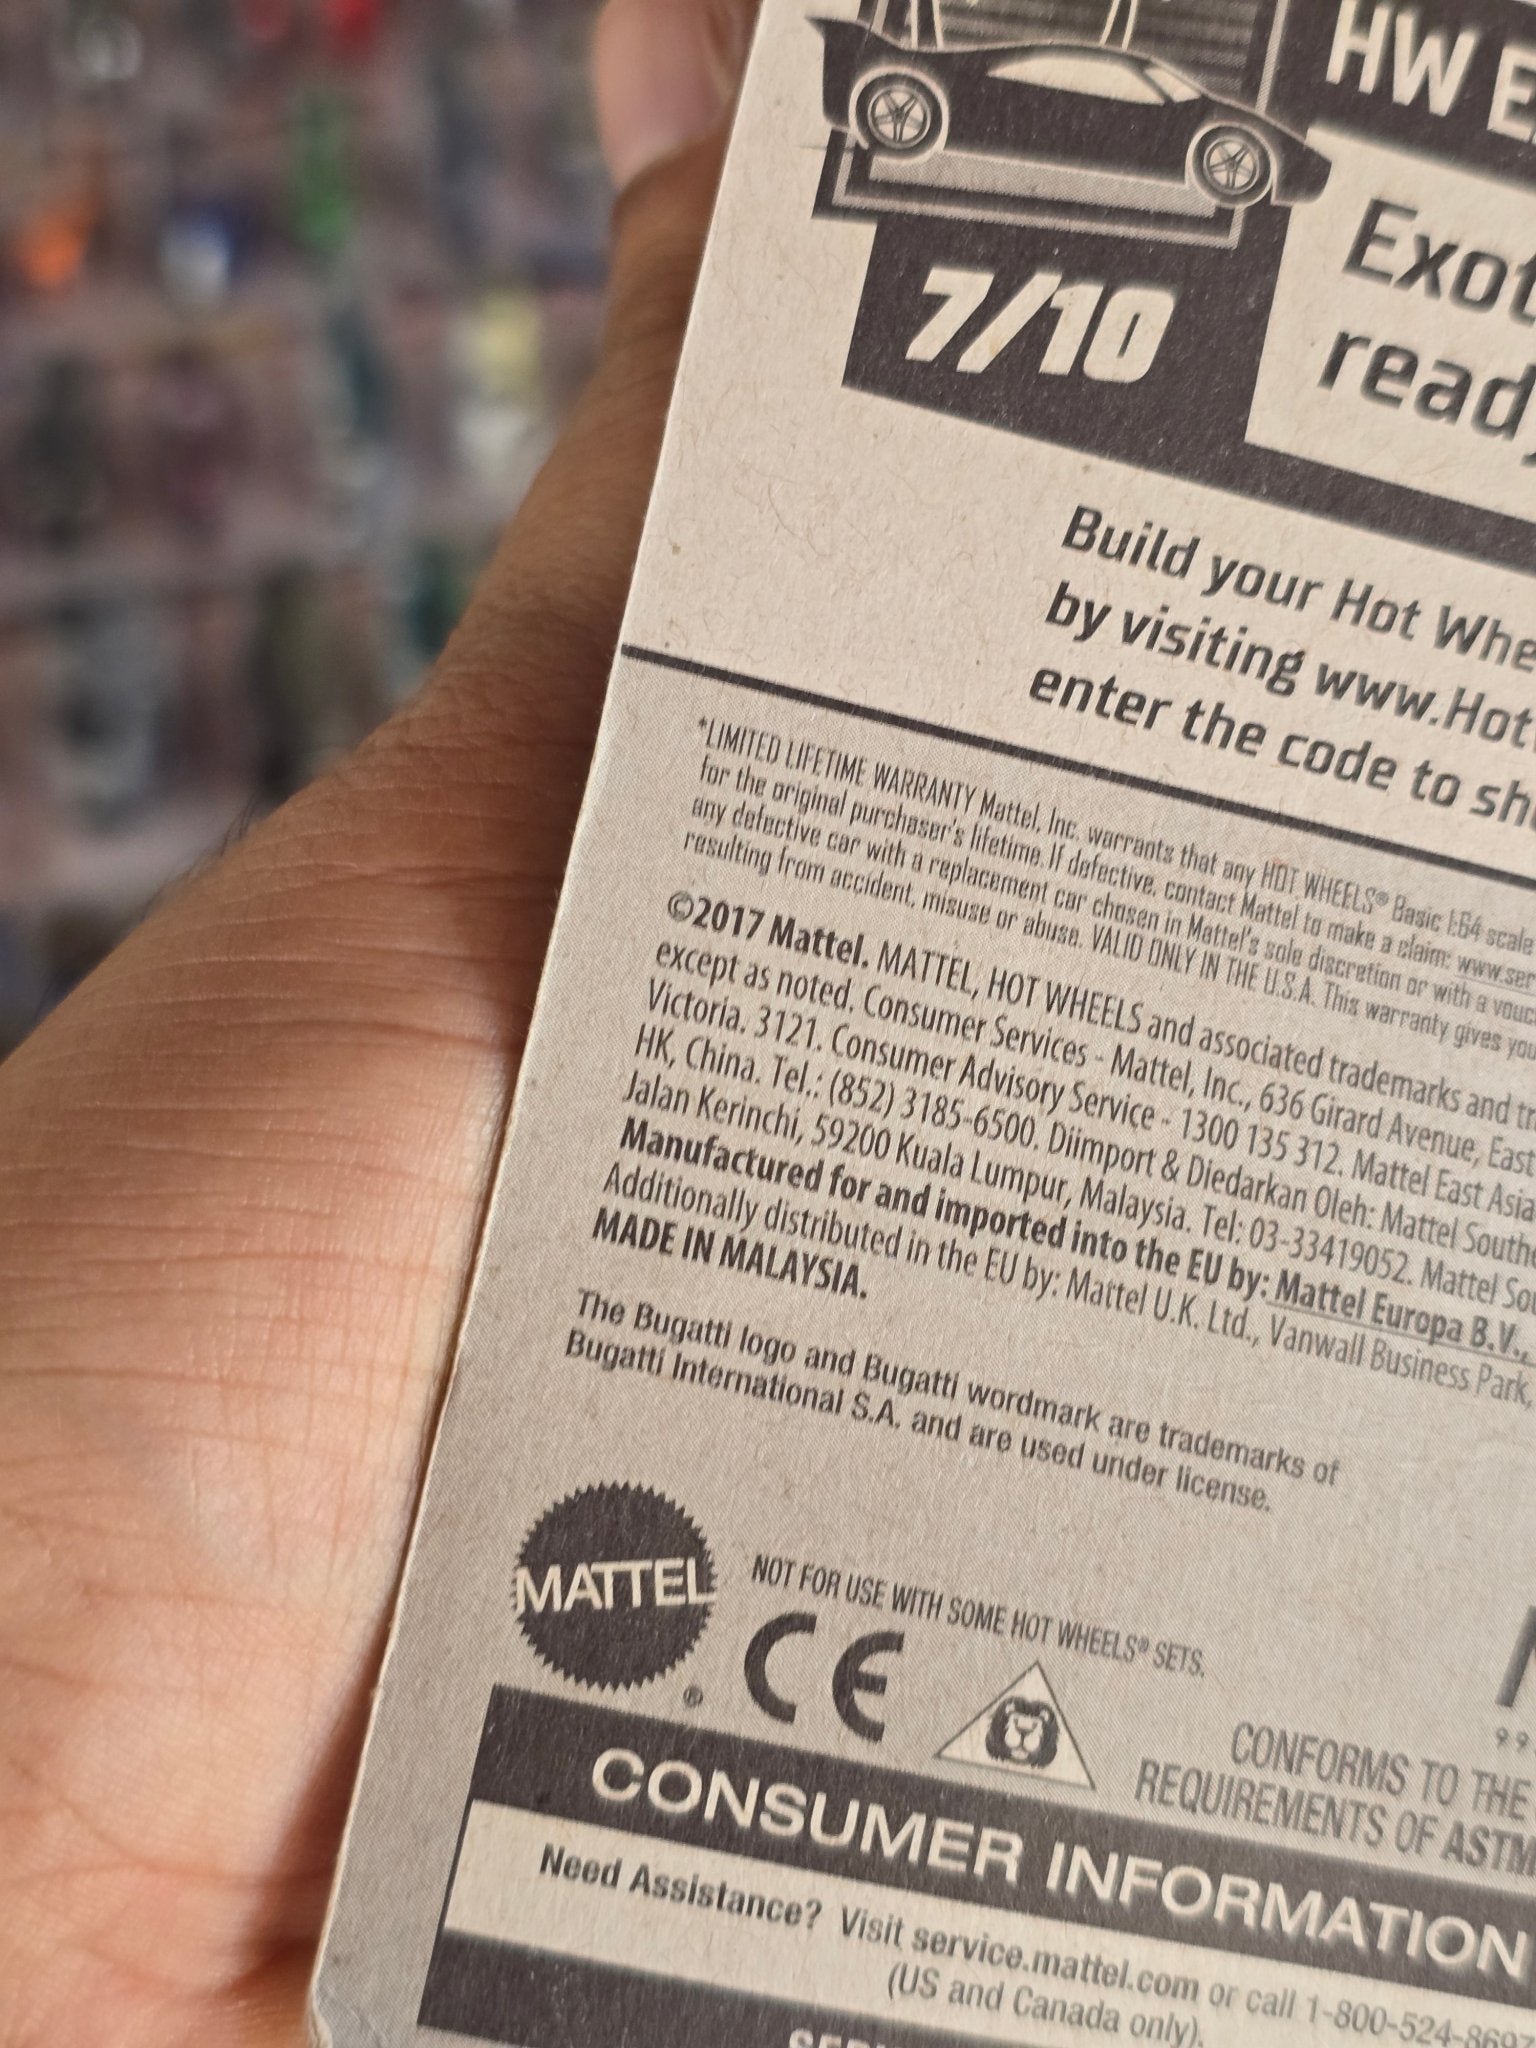 HW E
7/10
Exot
ready
Build your Hot Whe
by visiting www.Hot
enter the code to sh
*LIMITED LIFETIME WARRANTY Mattel, Inc. warrants that any HOT WHEELS® Basic 1:64 scale
for the original purchaser's lifetime. If defective, contact Mattel to make a claim: www.ser
any defective car with a replacement car chosen in Mattel's sole discretion or with a vouc
resulting from accident, misuse or abuse. VALID ONLY IN THE U.S.A. This warranty gives you
©2017 Mattel. MATTEL, HOT WHEELS and associated trademarks and tr
except as noted. Consumer Services - Mattel, Inc., 636 Girard Avenue, East
Victoria. 3121. Consumer Advisory Service - 1300 135 312. Mattel East Asia
HK, China. Tel.: (852) 3185-6500. Diimport & Diedarkan Oleh: Mattel Southe
Jalan Kerinchi, 59200 Kuala Lumpur, Malaysia. Tel: 03-33419052. Mattel Sou
Manufactured for and imported into the EU by: Mattel Europa B.V.,
Additionally distributed in the EU by: Mattel U.K. Ltd., Vanwall Business Park,
MADE IN MALAYSIA.
The Bugatti logo and Bugatti wordmark are trademarks of
Bugatti International S.A. and are used under license.
MATTEL ®
NOT FOR USE WITH SOME HOT WHEELS® SETS.
CE
99
CONFORMS TO THE
REQUIREMENTS OF ASTM
CONSUMER INFORMATION
Need Assistance? Visit service.mattel.com or call 1-800-524-8697
(US and Canada only).